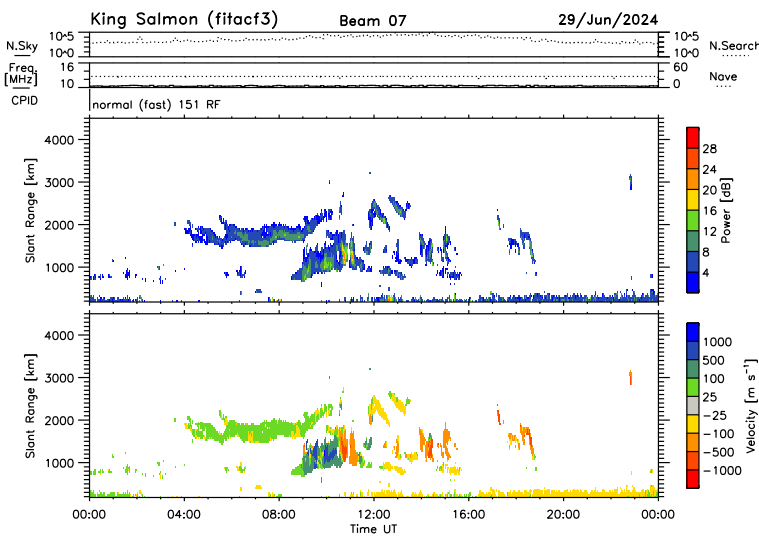 King Salmon (fitacf3) Beam 07 29/Jun/2024
N.Sky 10^5 10^0 10^5 10^0 N.Search
Freq. [MHz] 16 10 60 0 Nave
CPID normal (fast) 151 RF
Slant Range [km] 4000 3000 2000 1000
28 24 20 16 12 8 4 Power [dB]
Slant Range [km] 4000 3000 2000 1000
1000 500 100 25 −25 −100 −500 −1000 Velocity [m s⁻¹]
00:00 04:00 08:00 12:00 16:00 20:00 00:00
Time UT